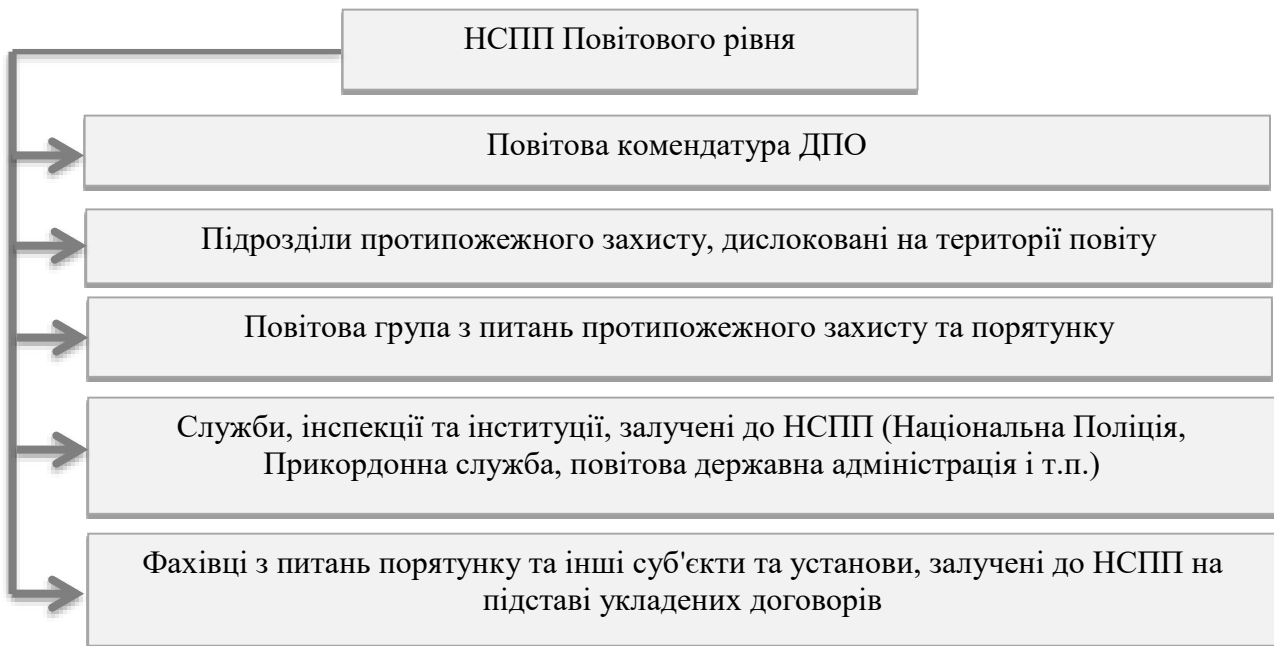 НСПП Повітового рівня
Повітова комендатура ДПО
Підрозділи протипожежного захисту, дислоковані на території повіту
Повітова група з питань протипожежного захисту та порятунку
Служби, інспекції та інституції, залучені до НСПП (Національна Поліція,
Прикордонна служба, повітова державна адміністрація і т.п.)
Фахівці з питань порятунку та інші суб'єкти та установи, залучені до НСПП на
підставі укладених договорів